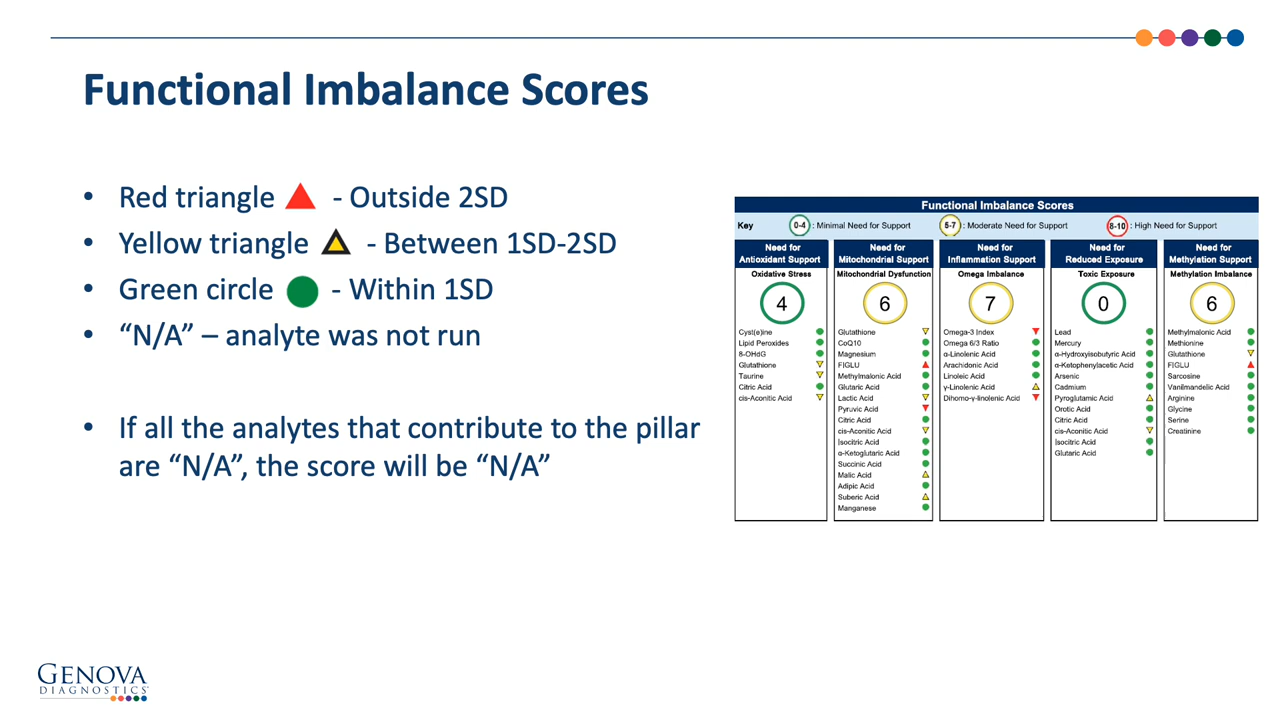 Functional Imbalance Scores
• Red triangle - Outside 2SD
• Yellow triangle - Between 1SD-2SD
• Green circle - Within 1SD
• “N/A” – analyte was not run
• If all the analytes that contribute to the pillar
are “N/A”, the score will be “N/A”
Functional Imbalance Scores
Key 0-4 : Minimal Need for Support 5-7 : Moderate Need for Support 8-10 : High Need for Support
Need for
Antioxidant Support
Oxidative Stress
4
Cyst(e)ine
Lipid Peroxides
8-OHdG
Glutathione
Taurine
Citric Acid
cis-Aconitic Acid
Need for
Mitochondrial Support
Mitochondrial Dysfunction
6
Glutathione
CoQ10
Magnesium
FIGLU
Methylmalonic Acid
Glutaric Acid
Lactic Acid
Pyruvic Acid
Citric Acid
cis-Aconitic Acid
Isocitric Acid
α-Ketoglutaric Acid
Succinic Acid
Malic Acid
Adipic Acid
Suberic Acid
Manganese
Need for
Inflammation Support
Omega Imbalance
7
Omega-3 Index
Omega 6/3 Ratio
α-Linolenic Acid
Arachidonic Acid
Linoleic Acid
γ-Linolenic Acid
Dihomo-γ-linolenic Acid
Need for
Reduced Exposure
Toxic Exposure
0
Lead
Mercury
α-Hydroxyisobutyric Acid
α-Ketophenylacetic Acid
Arsenic
Cadmium
Pyroglutamic Acid
Orotic Acid
Citric Acid
cis-Aconitic Acid
Isocitric Acid
Glutaric Acid
Need for
Methylation Support
Methylation Imbalance
6
Methylmalonic Acid
Methionine
Glutathione
FIGLU
Sarcosine
Vanilmandelic Acid
Arginine
Glycine
Serine
Creatinine
GENOVA
DIAGNOSTICS